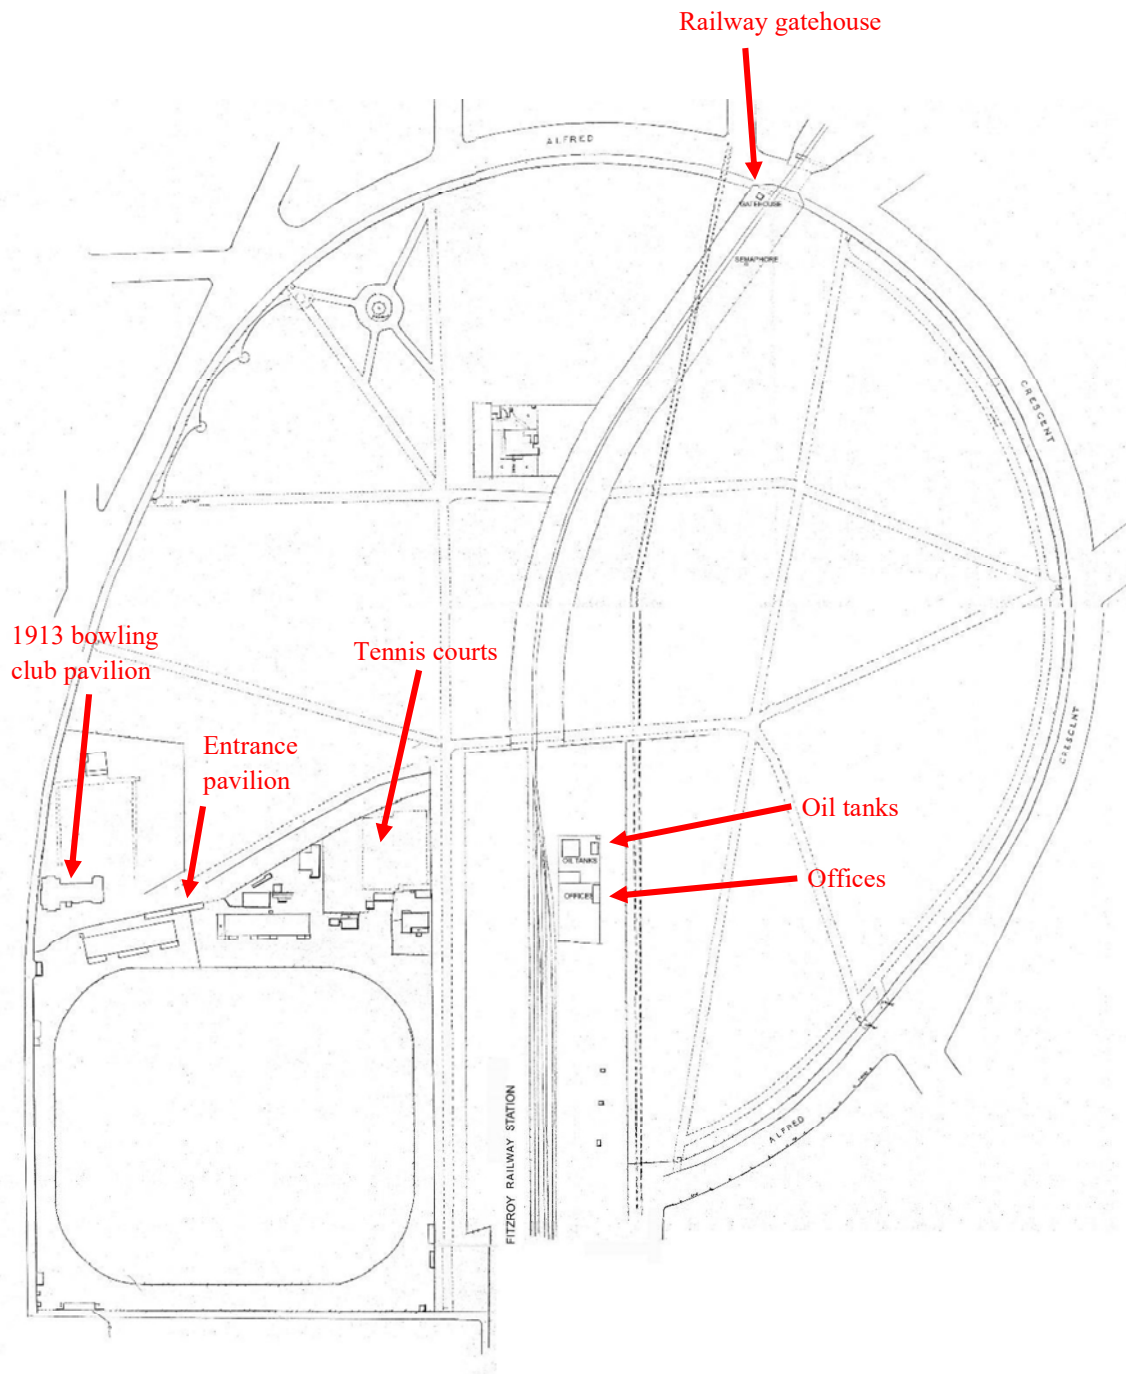 Railway gatehouse
ALFRED
GATEHOUSE
SEMAPHORE
CRESCENT
1913 bowling
club pavilion
Tennis courts
CRESCENT
Entrance
pavilion
Oil tanks
OIL TANKS
Offices
OFFICES
FITZROY RAILWAY STATION
ALFRED